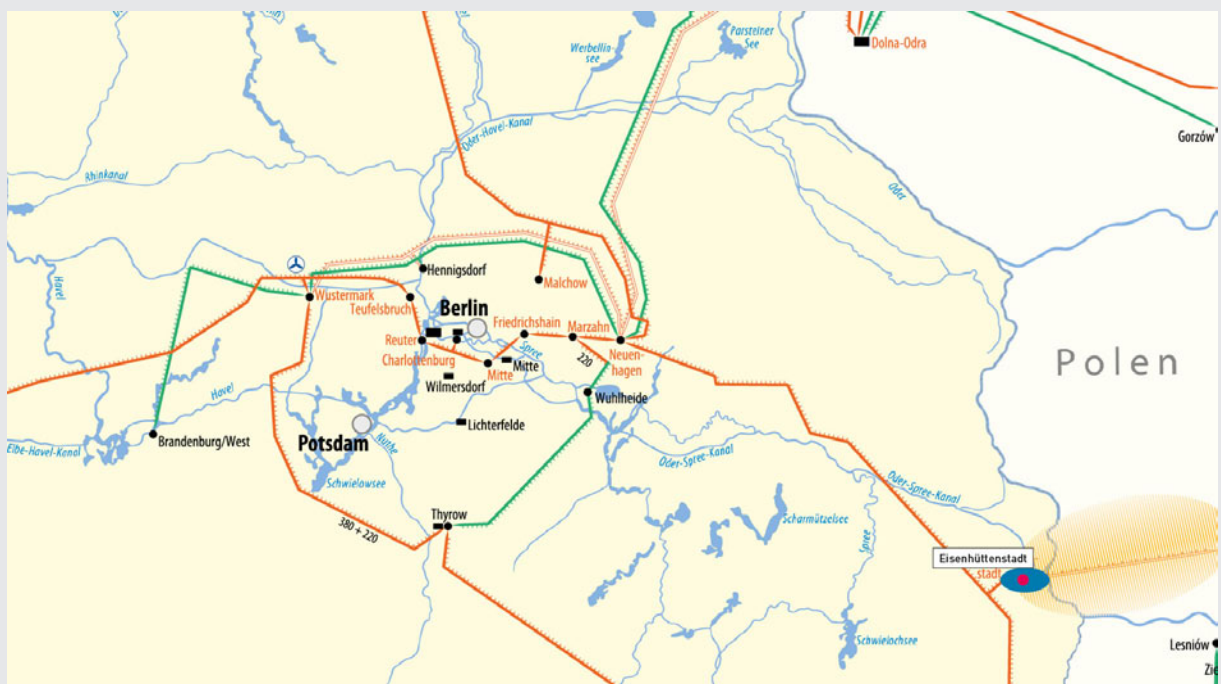 Werbellin-
see
Parsteiner
See
Dolna-Odra
Gorzów
Oder-Havel-Kanal
Rhinkanal
Oder
Havel
Hennigsdorf
Malchow
Wustermark
Teufelsbruch
Berlin
Friedrichshain
Marzahn
Reuter
Spree
Neuen-
hagen
220
Charlottenburg
Mitte
Mitte
Polen
Wilmersdorf
Wuhlheide
Havel
Lichterfelde
Brandenburg/West
Potsdam
Nuthe
Elbe-Havel-Kanal
Oder-Spree-Kanal
Oder-Spree-Kanal
Schwielowsee
Thyrow
380 + 220
Scharmützelsee
Spree
Eisenhüttenstadt
stadt
Schwielochsee
Lesniów
Zie